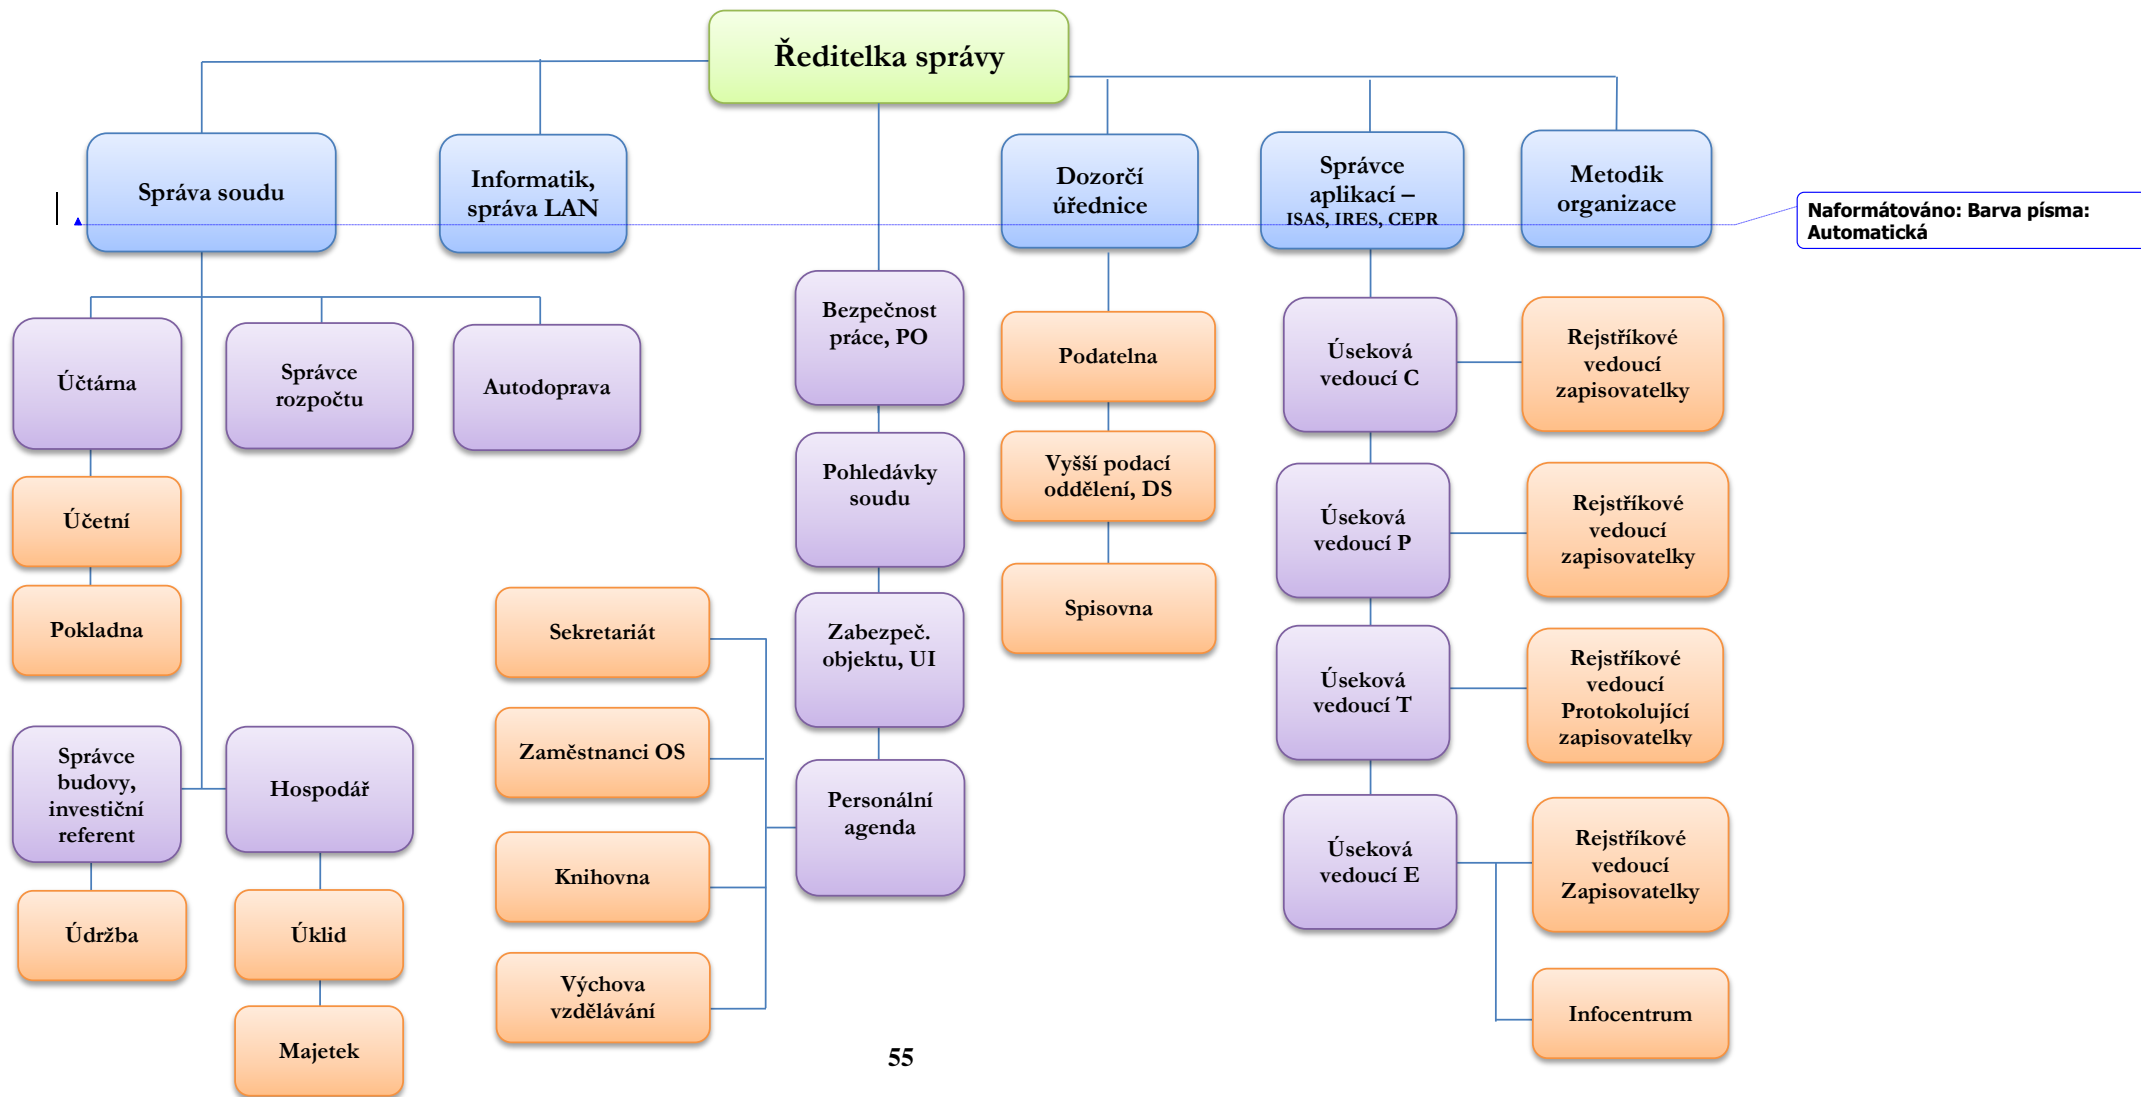 Ředitelka správy
Správa soudu
Informatik,
správa LAN
Dozorčí
úřednice
Správce
aplikací –
ISAS, IRES, CEPR
Metodik
organizace
Naformátováno: Barva písma:
Automatická
Účtárna
Správce
rozpočtu
Autodoprava
Účetní
Pokladna
Správce
budovy,
investiční
referent
Hospodář
Údržba
Úklid
Majetek
Bezpečnost
práce, PO
Pohledávky
soudu
Zabezpeč.
objektu, UI
Personální
agenda
Sekretariát
Zaměstnanci OS
Knihovna
Výchova
vzdělávání
Podatelna
Vyšší podací
oddělení, DS
Spisovna
Úseková
vedoucí C
Rejstříkové
vedoucí
zapisovatelky
Úseková
vedoucí P
Rejstříkové
vedoucí
zapisovatelky
Úseková
vedoucí T
Rejstříkové
vedoucí
Protokolující
zapisovatelky
Úseková
vedoucí E
Rejstříkové
vedoucí
Zapisovatelky
Infocentrum
55